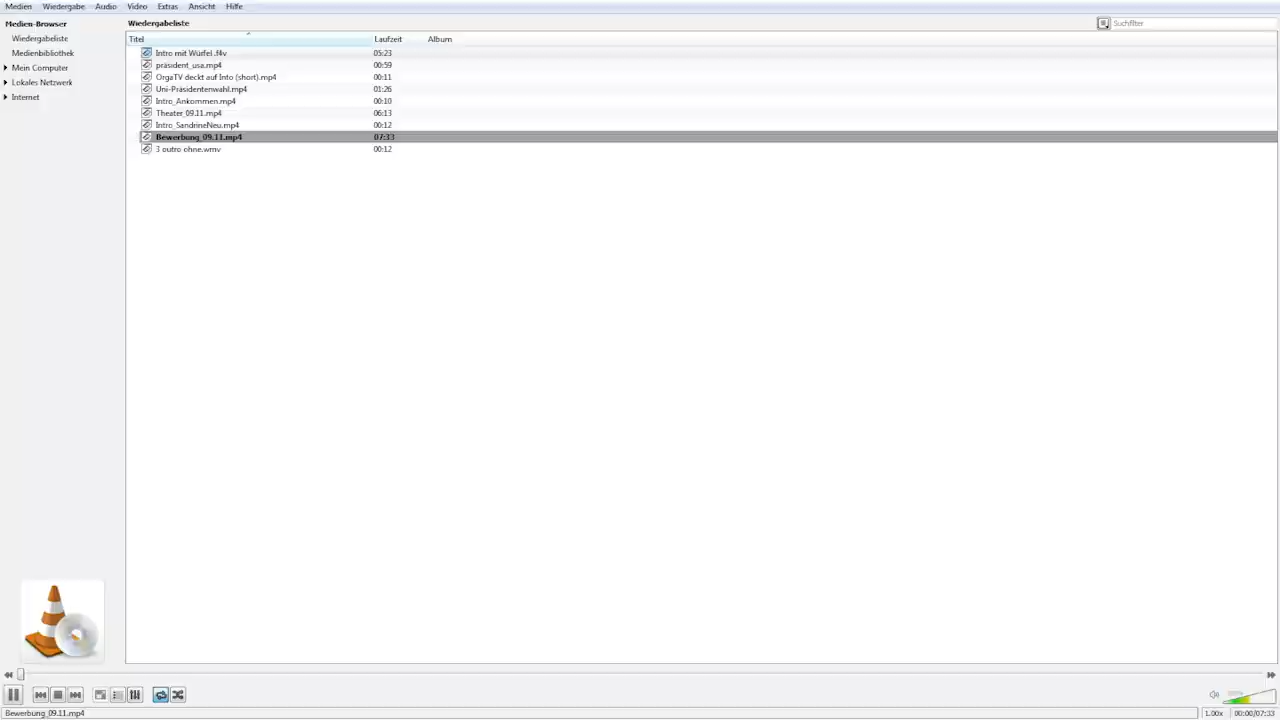 Medien Wiedergabe Audio Video Extras Ansicht Hilfe
Medien-Browser
Wiedergabeliste
Medienbibliothek
Mein Computer
Lokales Netzwerk
Internet
Wiedergabeliste
Suchfilter
Titel Laufzeit Album
Intro mit Würfel .f4v 05:23
präsident_usa.mp4 00:59
OrgaTV deckt auf Into (short).mp4 00:11
Uni-Präsidentenwahl.mp4 01:26
Intro_Ankommen.mp4 00:10
Theater_09.11.mp4 06:13
Intro_SandrineNeu.mp4 00:12
Bewerbung_09.11.mp4 07:33
3 outro ohne.wmv 00:12
Bewerbung_09.11.mp4 1.00x 00:00/07:33